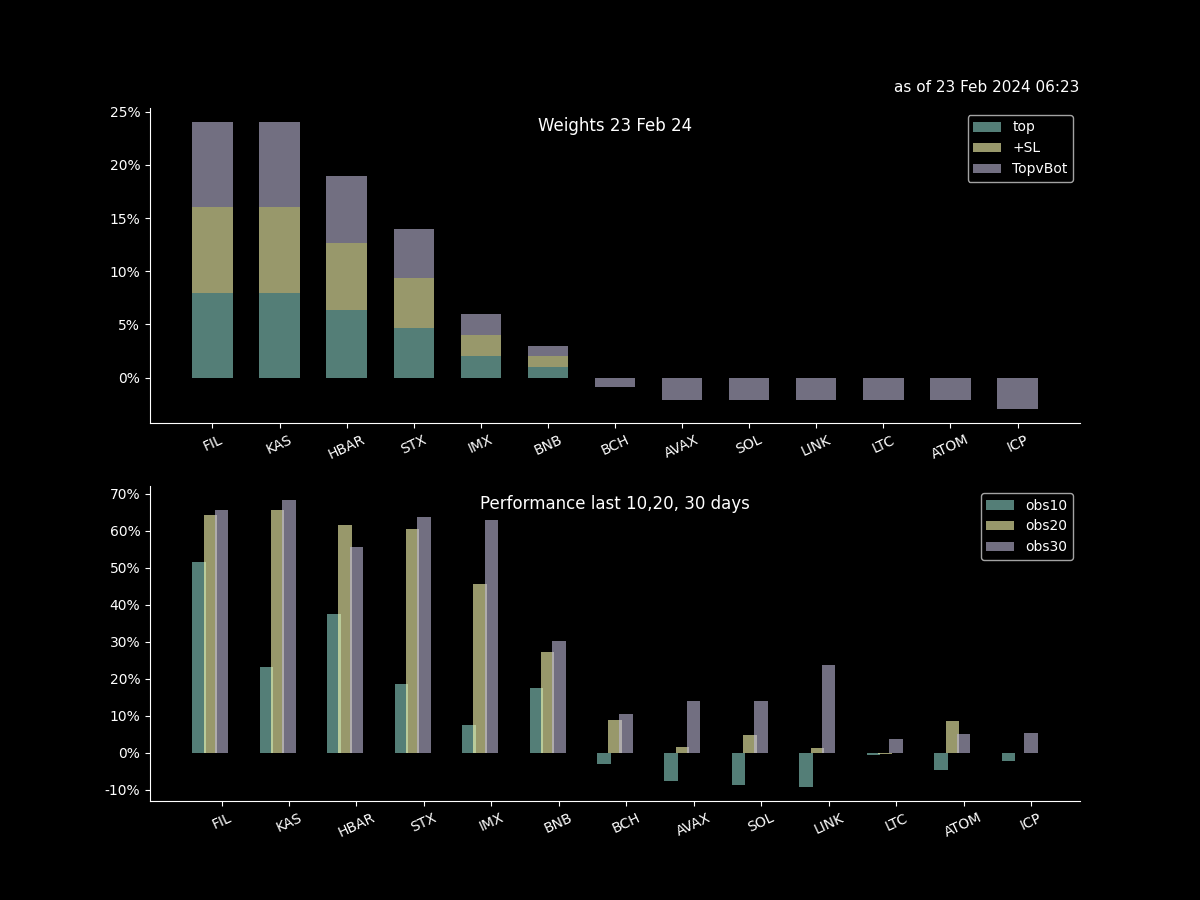 as of 23 Feb 2024 06:23
Weights 23 Feb 24
25%
20%
15%
10%
5%
0%
top
+SL
TopvBot
FIL KAS HBAR STX IMX BNB BCH AVAX SOL LINK LTC ATOM ICP
Performance last 10,20, 30 days
70%
60%
50%
40%
30%
20%
10%
0%
-10%
obs10
obs20
obs30
FIL KAS HBAR STX IMX BNB BCH AVAX SOL LINK LTC ATOM ICP